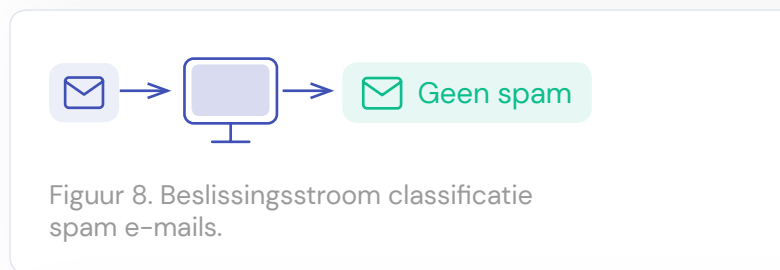 Geen spam
Figuur 8. Beslissingsstroom classificatie
spam e-mails.